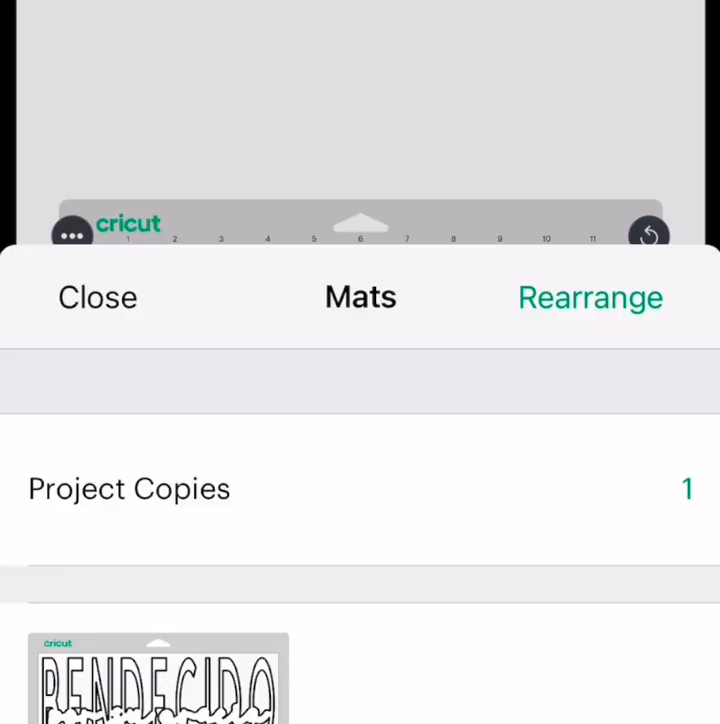 cricut
1 2 3 4 5 6 7 8 9 10 11
Close Mats Rearrange
Project Copies 1
cricut
BENDECIDO